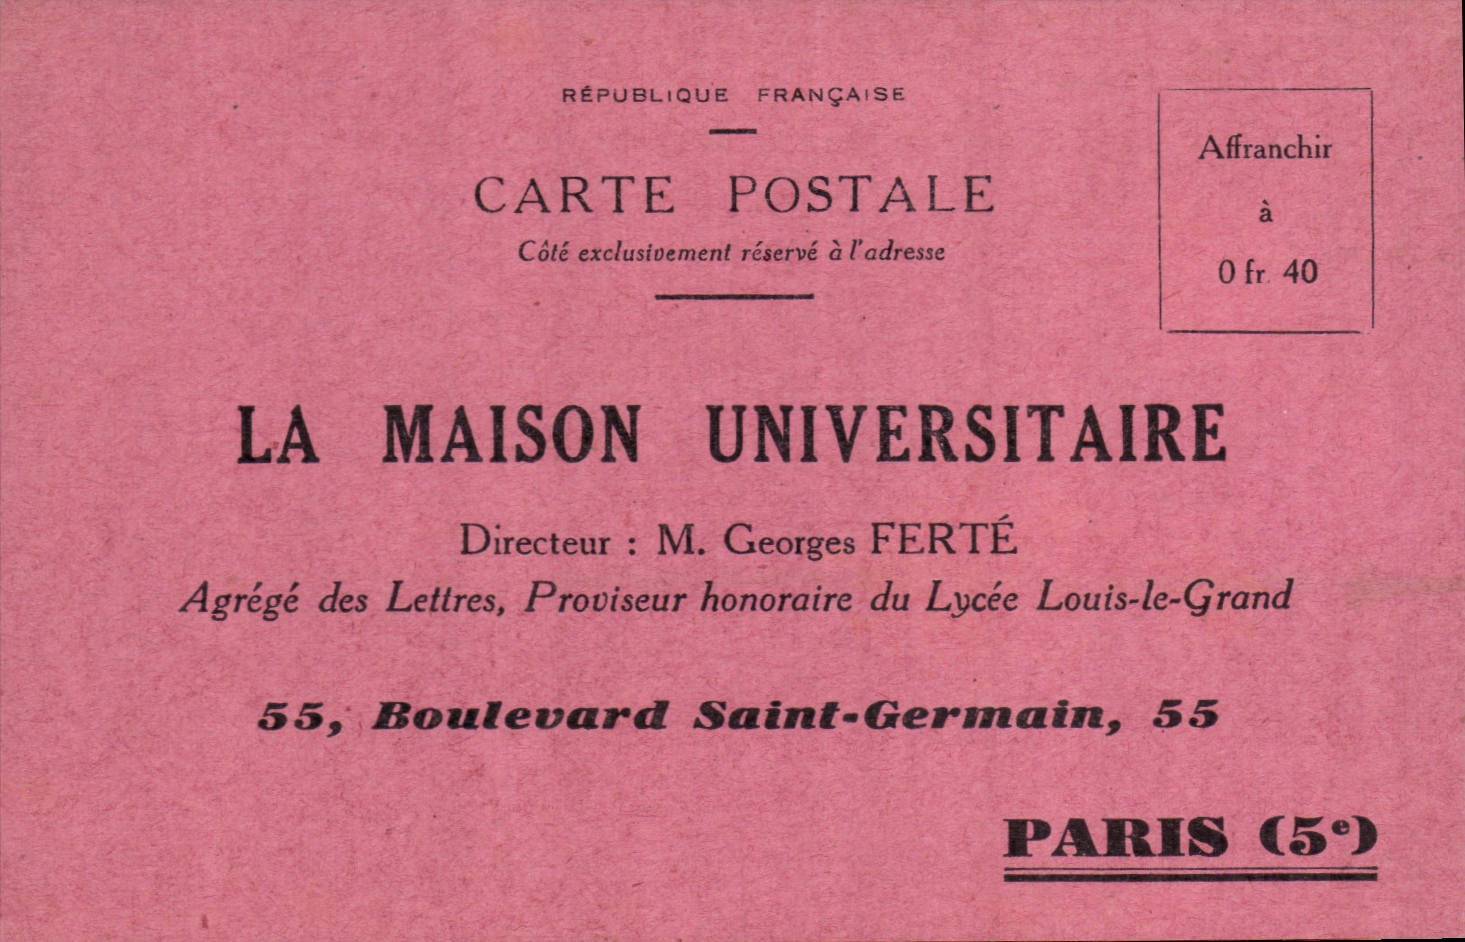 RÉPUBLIQUE FRANÇAISE
CARTE POSTALE
Côté exclusivement réservé à l'adresse
Affranchir
à
0 fr. 40
LA MAISON UNIVERSITAIRE
Directeur : M. Georges FERTÉ
Agrégé des Lettres, Proviseur honoraire du Lycée Louis-le-Grand
55, Boulevard Saint-Germain, 55
PARIS (5e)